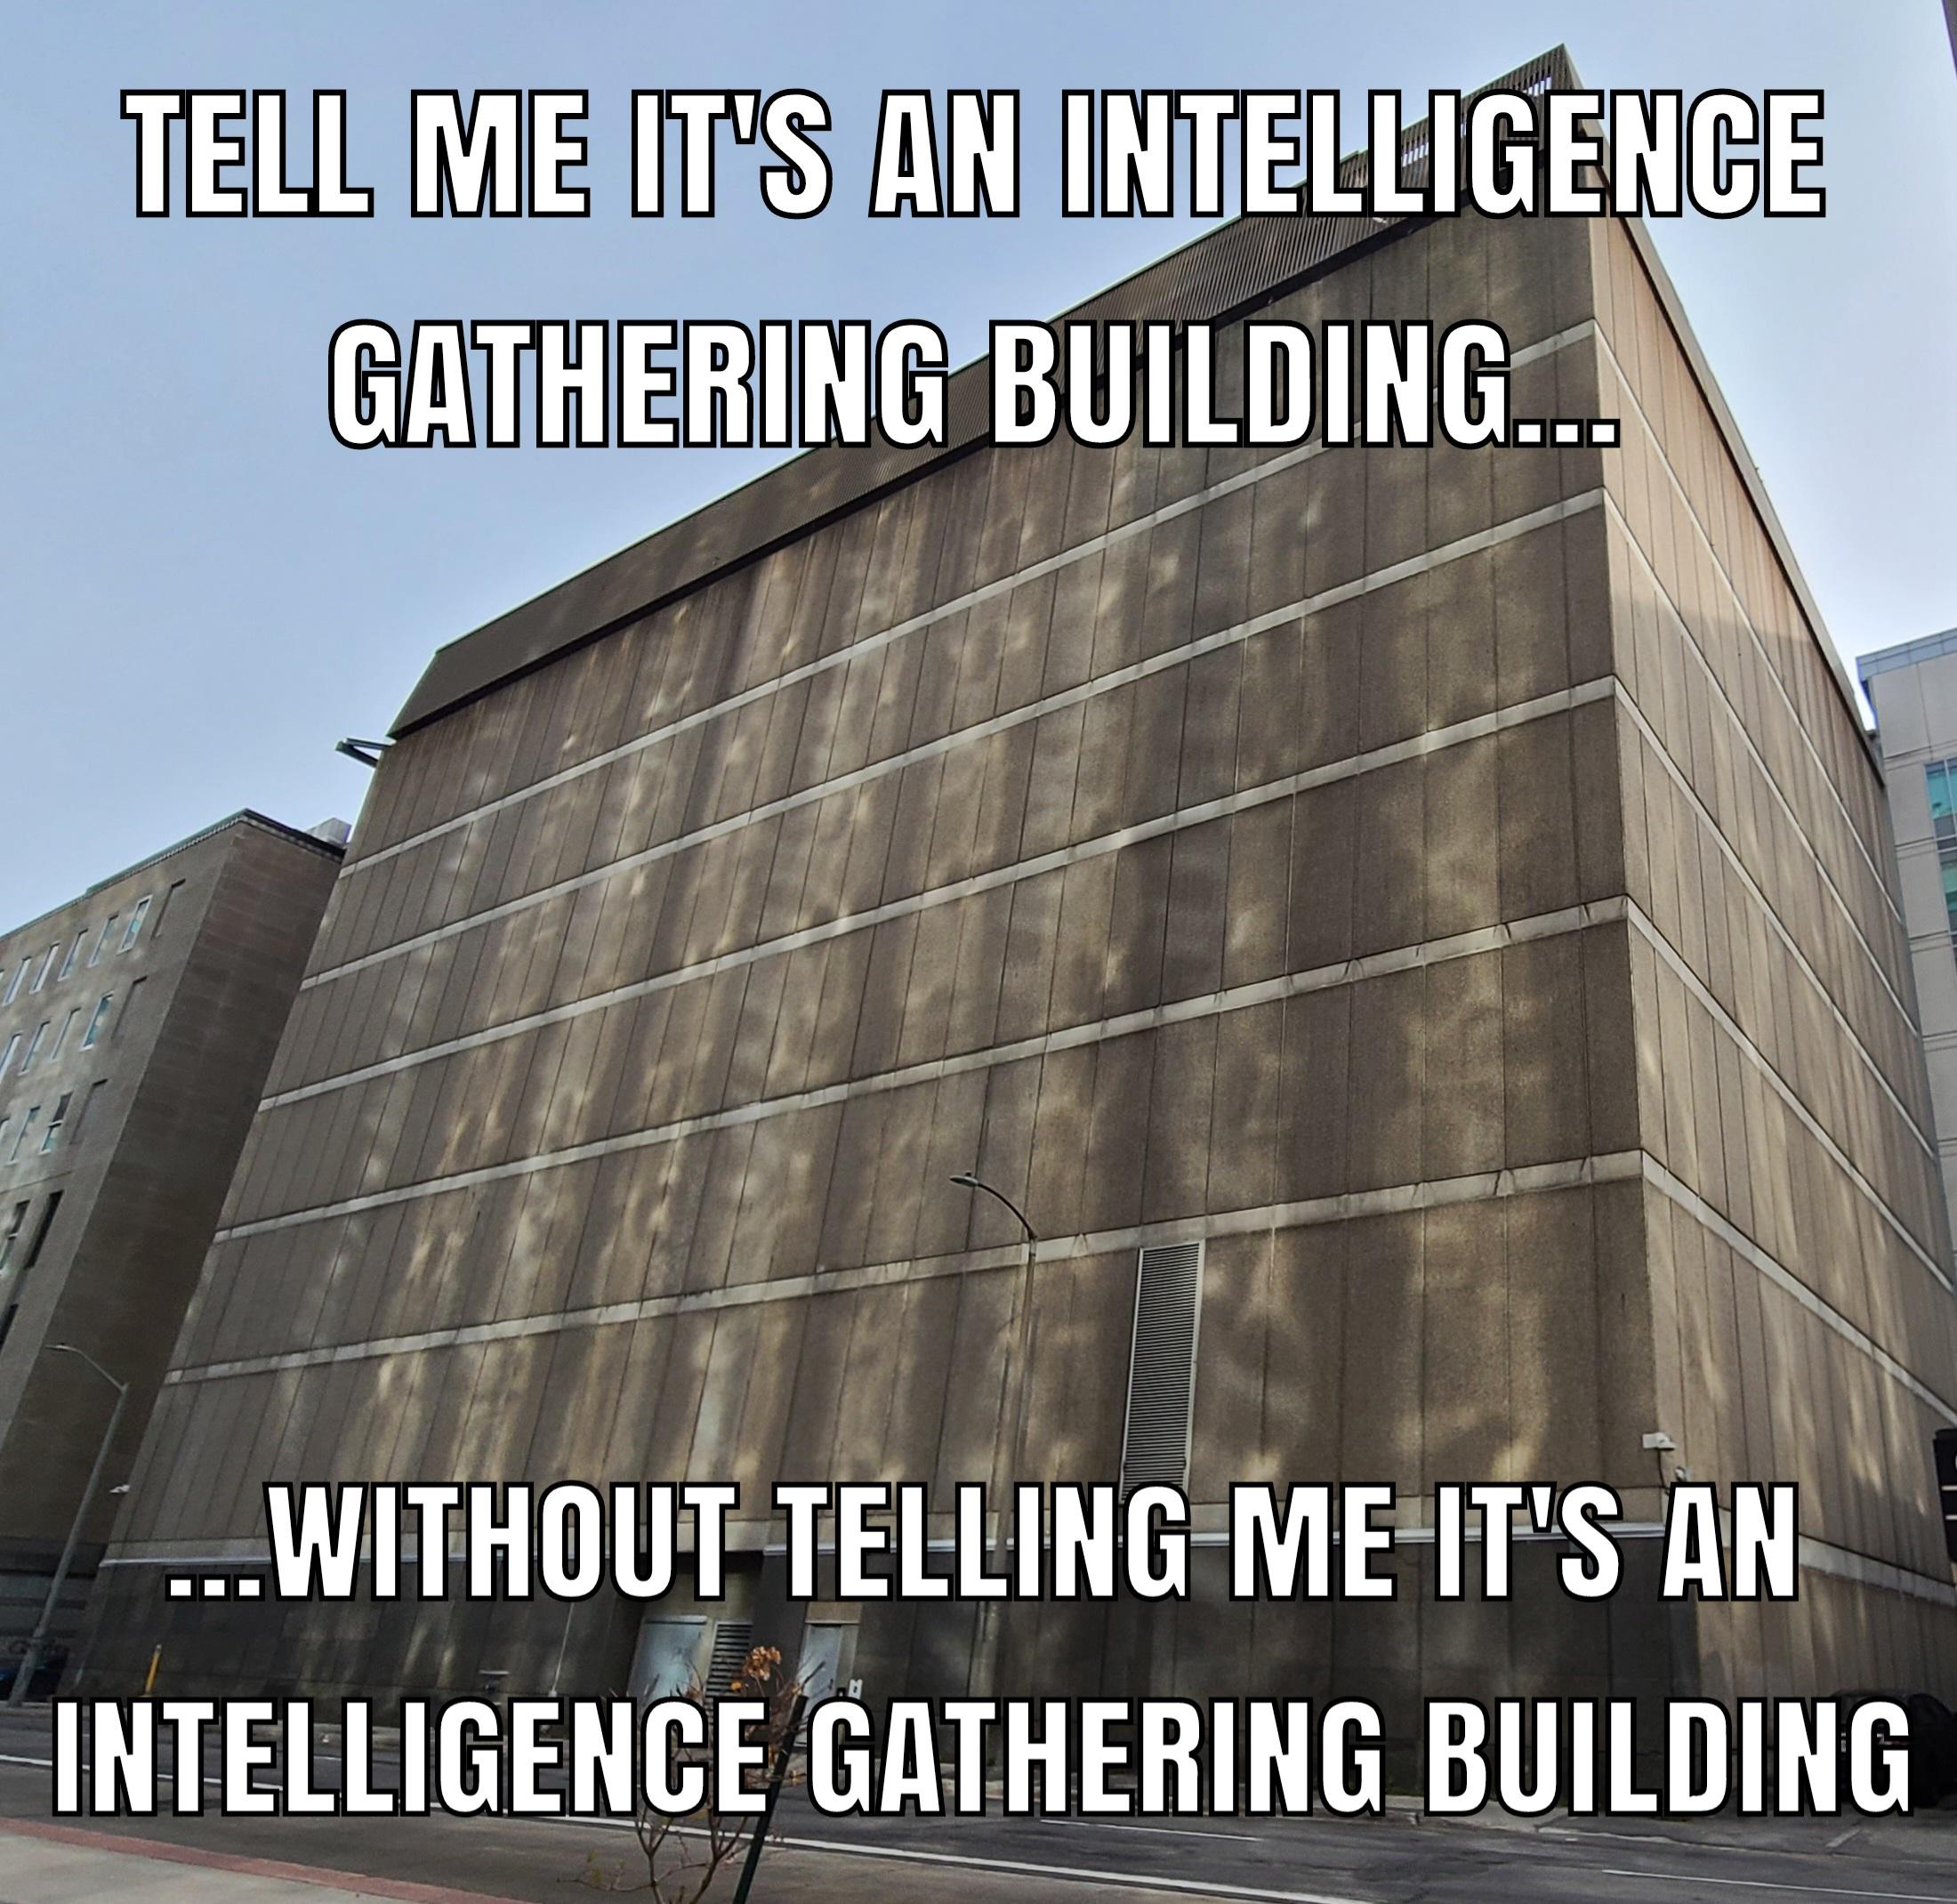 TELL ME IT'S AN INTELLIGENCE
GATHERING BUILDING...
...WITHOUT TELLING ME IT'S AN
INTELLIGENCE GATHERING BUILDING